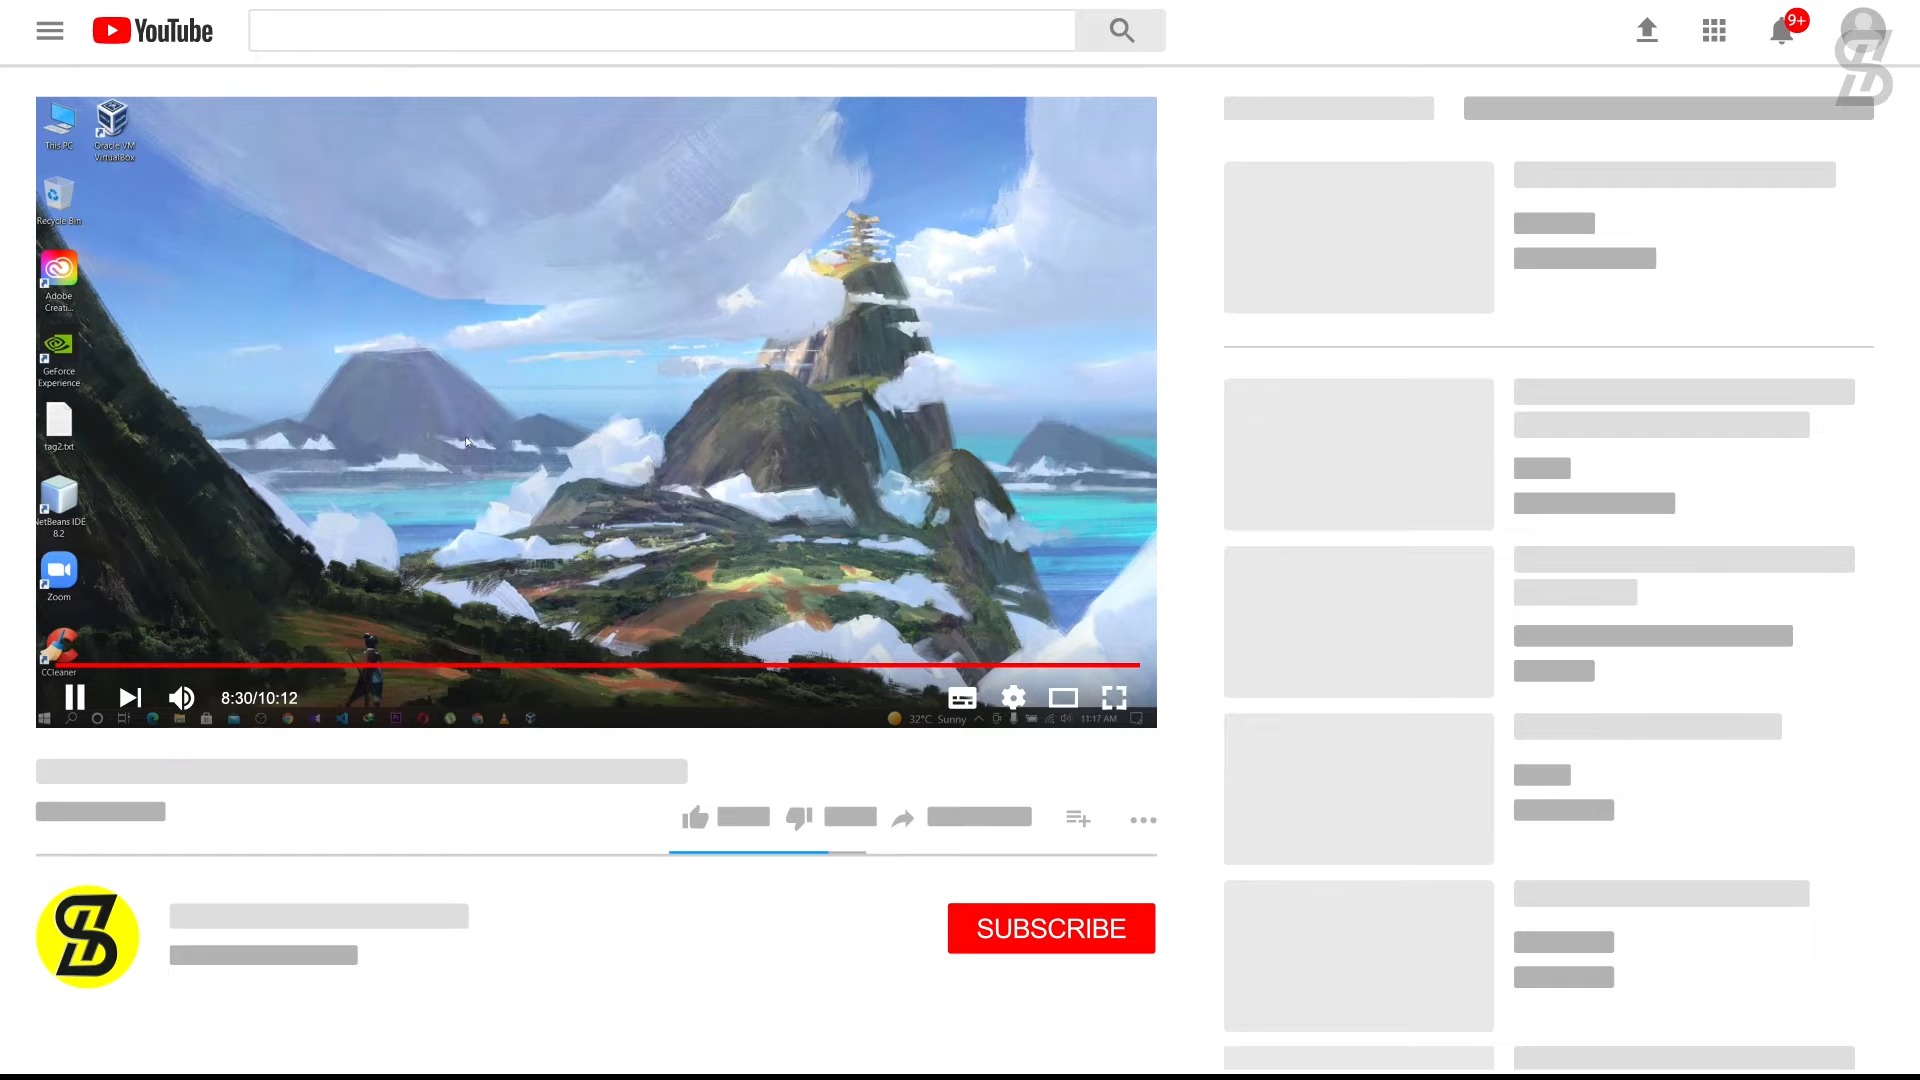 YouTube
9+
This PC
Oracle VM
VirtualBox
Recycle Bin
Adobe
Creati...
GeForce
Experience
tag2.txt
NetBeans IDE
8.2
Zoom
CCleaner
8:30/10:12
32°C Sunny
11:17 AM
SUBSCRIBE